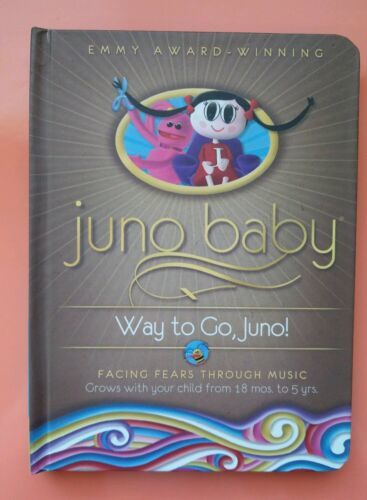 EMMY AWARD-WINNING
juno baby®
Way to Go, Juno!
FACING FEARS THROUGH MUSIC
Grows with your child from 18 mos. to 5 yrs.